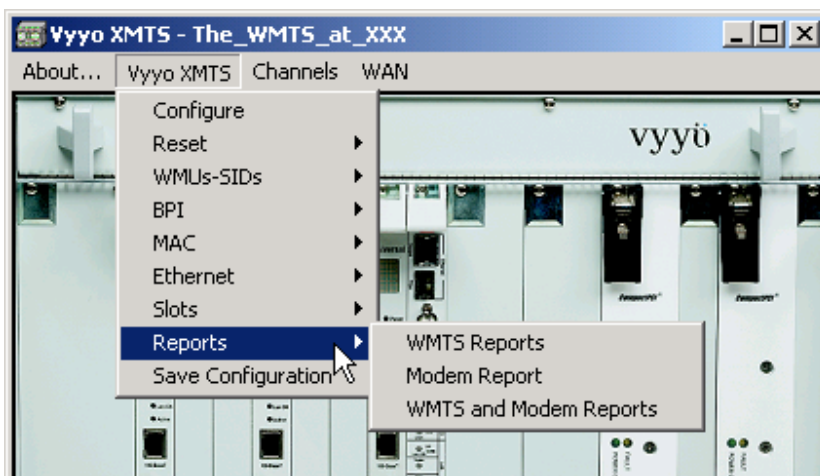 Vyyo XMTS - The_WMTS_at_XXX
About... Vyyo XMTS Channels WAN
vyyo
Configure
Reset
WMUs-SIDs
BPI
MAC
Ethernet
Slots
Reports
Save Configuration
WMTS Reports
Modem Report
WMTS and Modem Reports